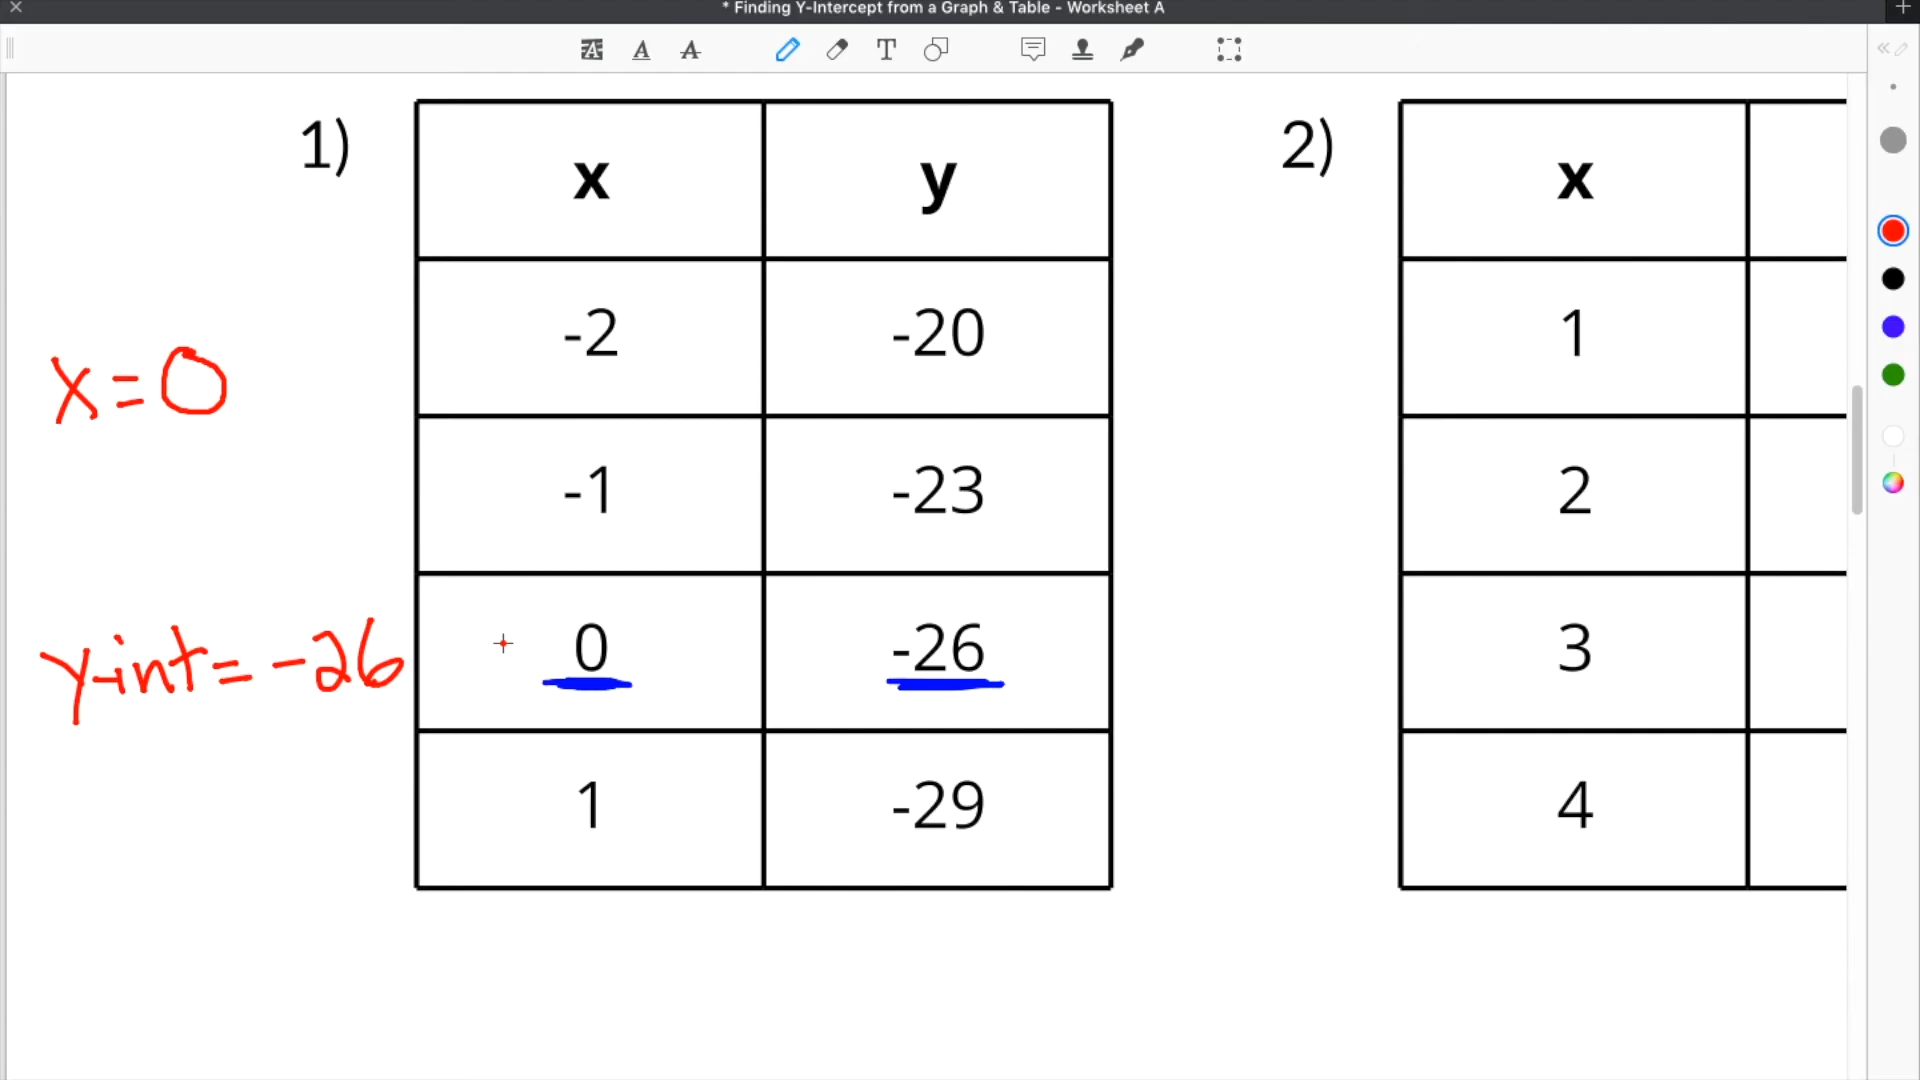 * Finding Y-Intercept from a Graph & Table - Worksheet A
1)
x y
-2 -20
-1 -23
0 -26
1 -29
x=0
y-int=-26
2)
x
1
2
3
4